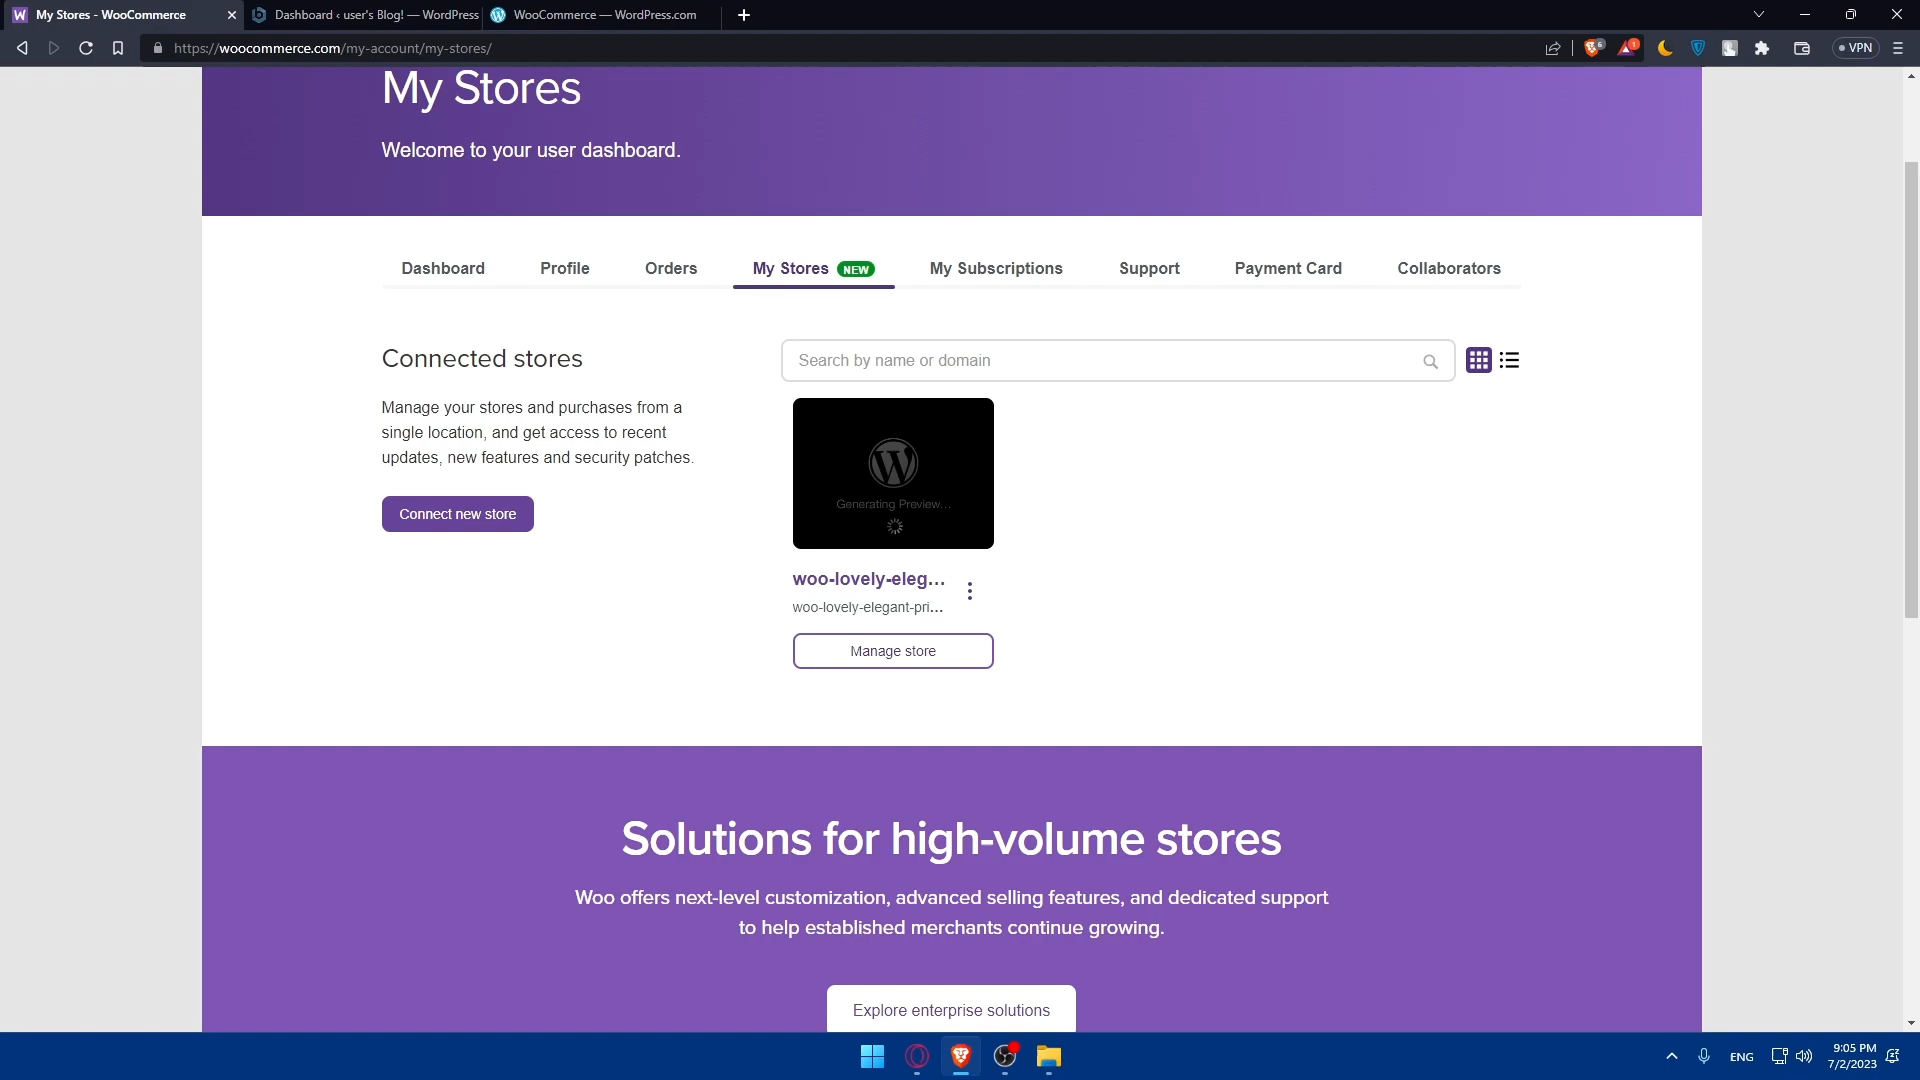 My Stores - WooCommerce
Dashboard ‹ user's Blog! — WordPress
WooCommerce — WordPress.com
https://woocommerce.com/my-account/my-stores/
6
1
VPN
My Stores
Welcome to your user dashboard.
Dashboard
Profile
Orders
My Stores NEW
My Subscriptions
Support
Payment Card
Collaborators
Connected stores
Search by name or domain
Manage your stores and purchases from a
single location, and get access to recent
updates, new features and security patches.
Connect new store
Generating Preview...
woo-lovely-eleg...
woo-lovely-elegant-pri...
Manage store
Solutions for high-volume stores
Woo offers next-level customization, advanced selling features, and dedicated support
to help established merchants continue growing.
Explore enterprise solutions
ENG
9:05 PM
7/2/2023